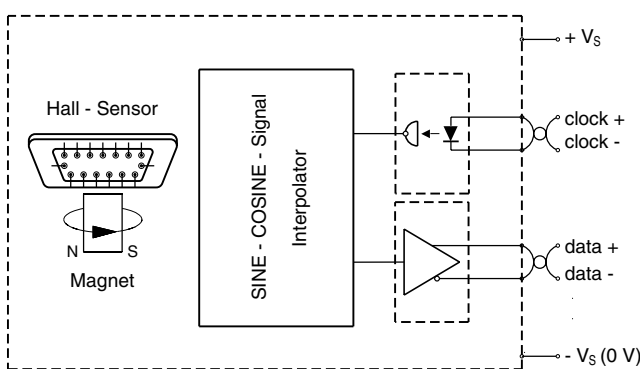 + VS
Hall - Sensor
SINE - COSINE - Signal
Interpolator
clock +
clock -
N
S
Magnet
data +
data -
- VS (0 V)